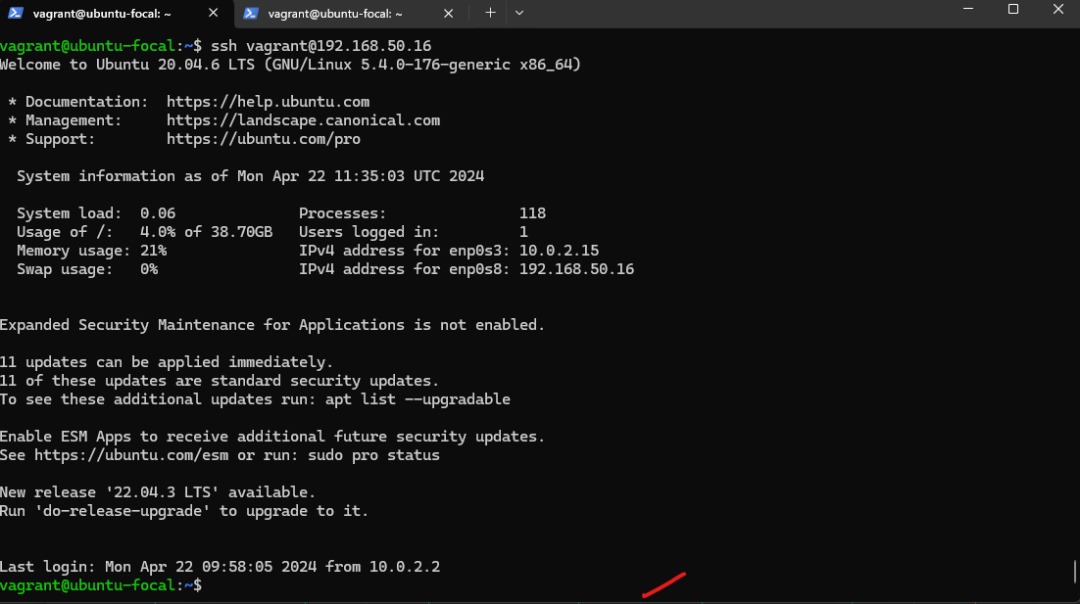 vagrant@ubuntu-focal: ~ vagrant@ubuntu-focal: ~
vagrant@ubuntu-focal:~$ ssh vagrant@192.168.50.16
Welcome to Ubuntu 20.04.6 LTS (GNU/Linux 5.4.0-176-generic x86_64)
* Documentation: https://help.ubuntu.com
* Management: https://landscape.canonical.com
* Support: https://ubuntu.com/pro
System information as of Mon Apr 22 11:35:03 UTC 2024
System load: 0.06 Processes: 118
Usage of /: 4.0% of 38.70GB Users logged in: 1
Memory usage: 21% IPv4 address for enp0s3: 10.0.2.15
Swap usage: 0% IPv4 address for enp0s8: 192.168.50.16
Expanded Security Maintenance for Applications is not enabled.
11 updates can be applied immediately.
11 of these updates are standard security updates.
To see these additional updates run: apt list --upgradable
Enable ESM Apps to receive additional future security updates.
See https://ubuntu.com/esm or run: sudo pro status
New release '22.04.3 LTS' available.
Run 'do-release-upgrade' to upgrade to it.
Last login: Mon Apr 22 09:58:05 2024 from 10.0.2.2
vagrant@ubuntu-focal:~$